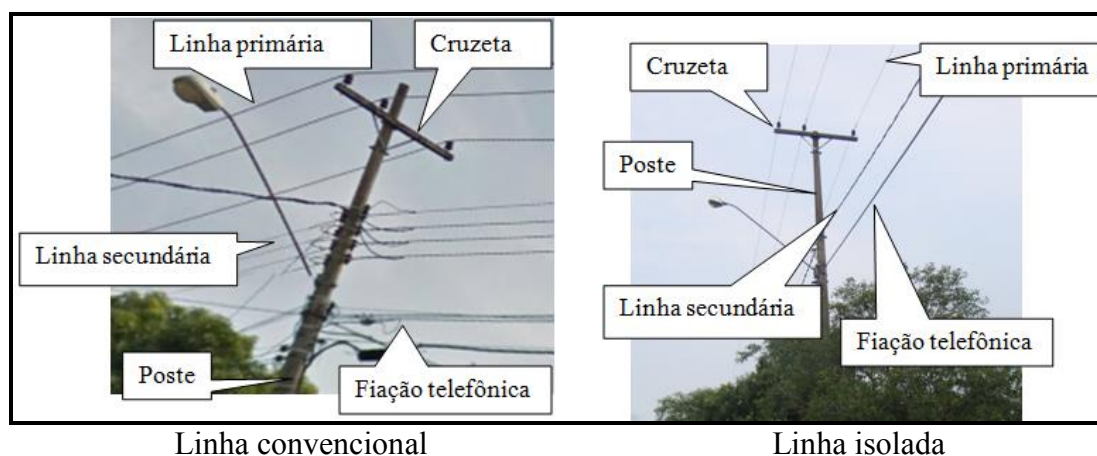 Linha primária
Cruzeta
Linha secundária
Poste
Fiação telefônica
Cruzeta
Linha primária
Poste
Linha secundária
Fiação telefônica
Linha convencional
Linha isolada